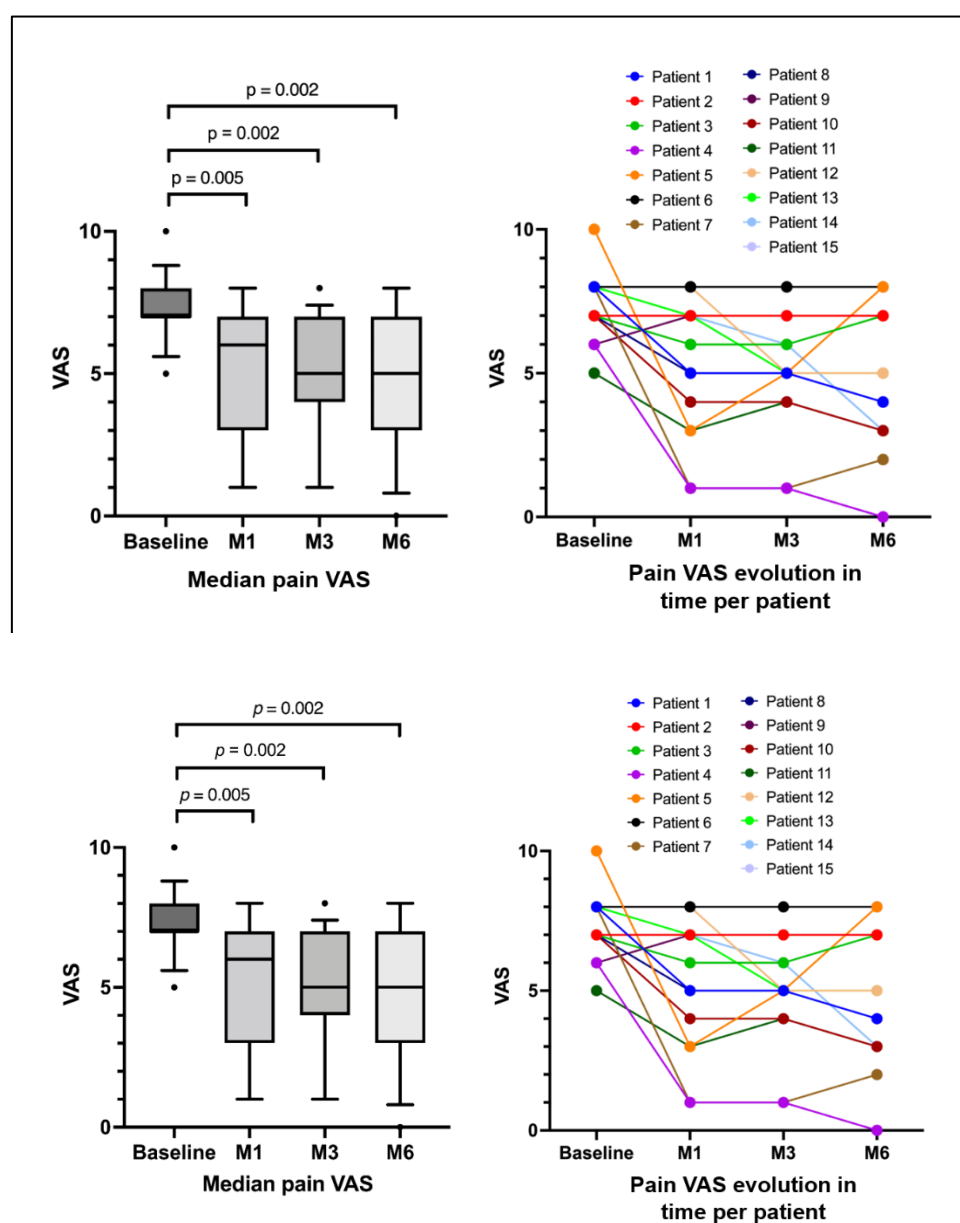 p = 0.002
p = 0.002
p = 0.005
10
5
0
VAS
Baseline M1 M3 M6
Median pain VAS
Patient 1 Patient 8
Patient 2 Patient 9
Patient 3 Patient 10
Patient 4 Patient 11
Patient 5 Patient 12
Patient 6 Patient 13
Patient 7 Patient 14
Patient 15
10
5
0
VAS
Baseline M1 M3 M6
Pain VAS evolution in
time per patient
p = 0.002
p = 0.002
p = 0.005
10
5
0
VAS
Baseline M1 M3 M6
Median pain VAS
Patient 1 Patient 8
Patient 2 Patient 9
Patient 3 Patient 10
Patient 4 Patient 11
Patient 5 Patient 12
Patient 6 Patient 13
Patient 7 Patient 14
Patient 15
10
5
0
VAS
Baseline M1 M3 M6
Pain VAS evolution in
time per patient